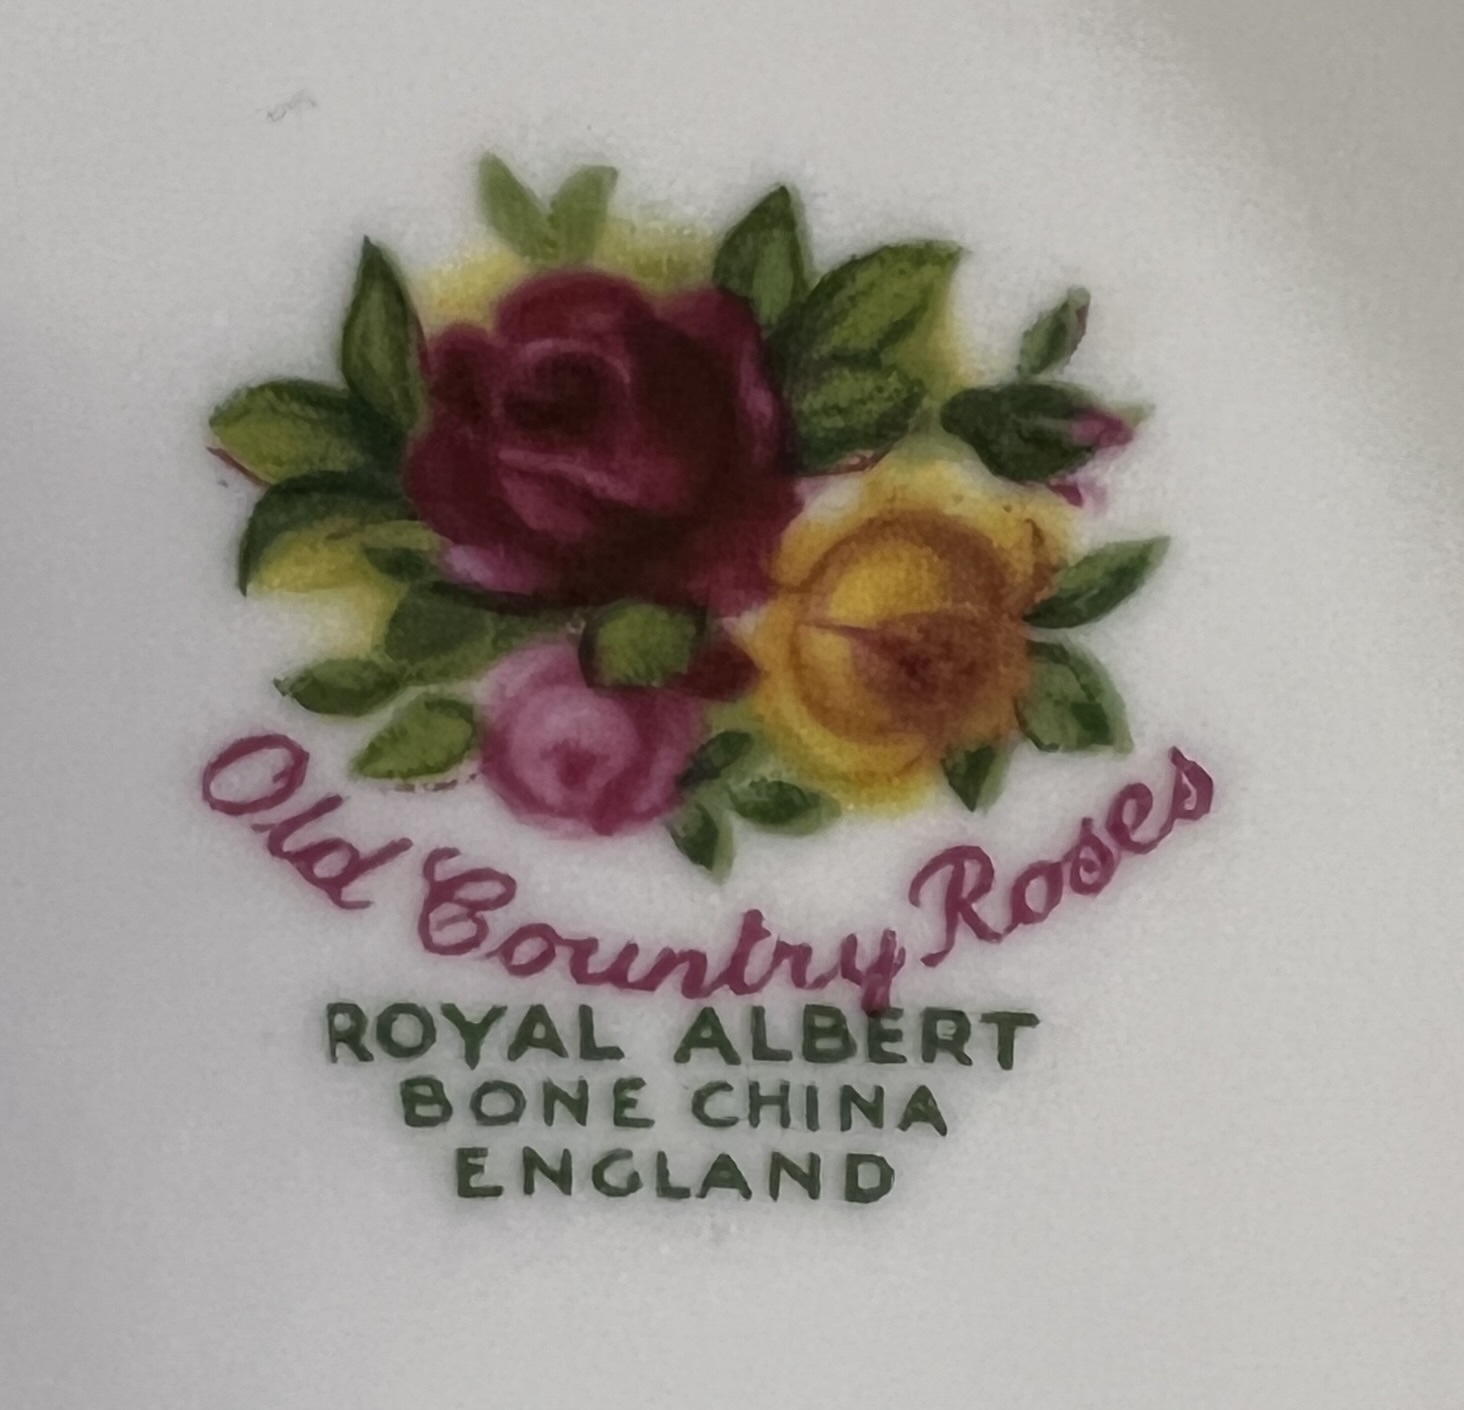 Old Country Roses
ROYAL ALBERT
BONE CHINA
ENGLAND